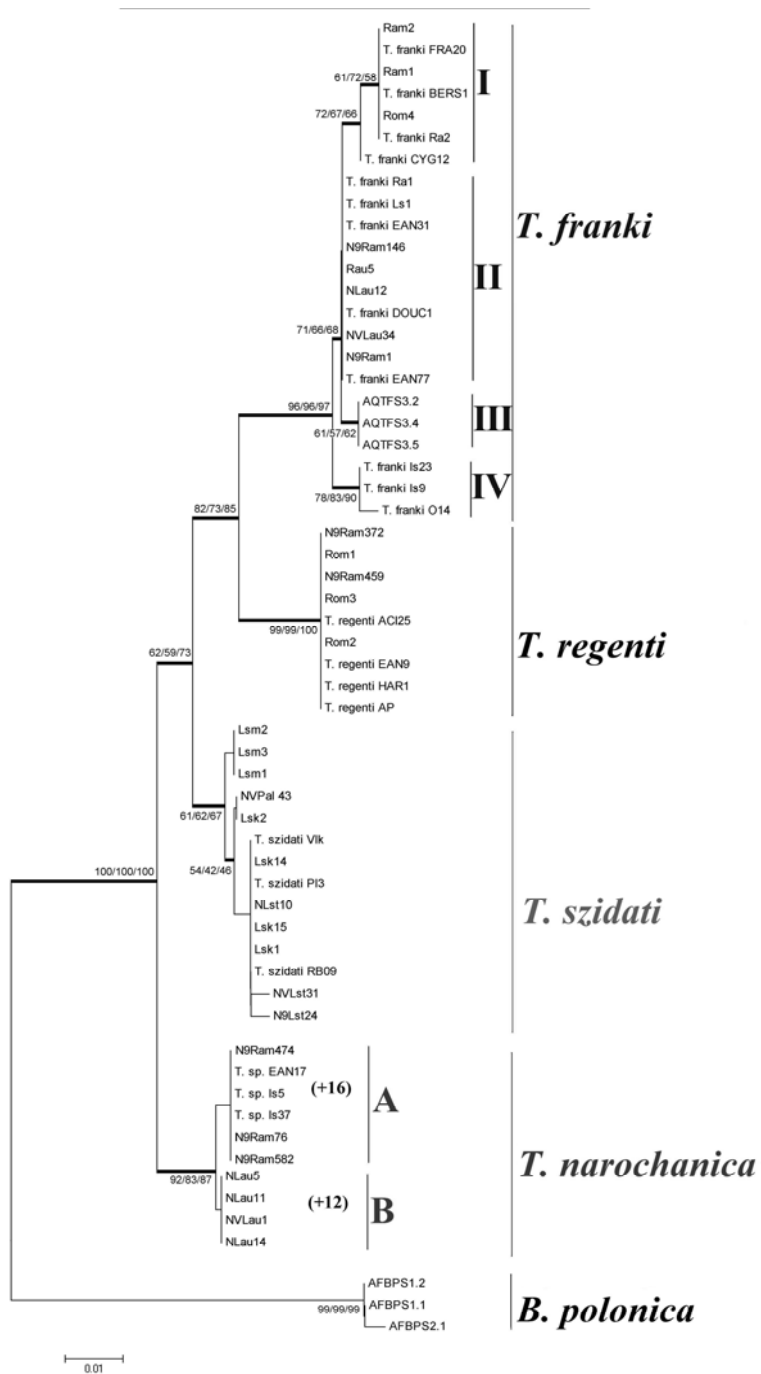 Ram2
T. franki FRA20
Ram1
61/72/58
T. franki BERS1
I
Rom4
72/67/66
T. franki Ra2
T. franki CYG12
T. franki Ra1
T. franki Ls1
T. franki EAN31
T. franki
N9Ram146
Rau5
II
NLau12
T. franki DOUC1
71/66/68
NVLau34
N9Ram1
T. franki EAN77
AQTFS3.2
96/96/97
AQTFS3.4
III
61/57/62
AQTFS3.5
T. franki Is23
T. franki Is9
IV
78/83/90
T. franki O14
82/73/85
N9Ram372
Rom1
N9Ram459
Rom3
T. regenti ACI25
99/99/100
Rom2
T. regenti
T. regenti EAN9
62/59/73
T. regenti HAR1
T. regenti AP
Lsm2
Lsm3
Lsm1
NVPal 43
61/62/67
Lsk2
T. szidati Vlk
Lsk14
54/42/46
100/100/100
T. szidati PI3
NLst10
T. szidati
Lsk15
Lsk1
T. szidati RB09
NVLst31
N9Lst24
N9Ram474
T. sp. EAN17
(+16)
T. sp. Is5
A
T. sp. Is37
N9Ram76
N9Ram582
T. narochanica
92/83/87
NLau5
NLau11
(+12)
B
NVLau1
NLau14
AFBPS1.2
99/99/99
AFBPS1.1
B. polonica
AFBPS2.1
0.01